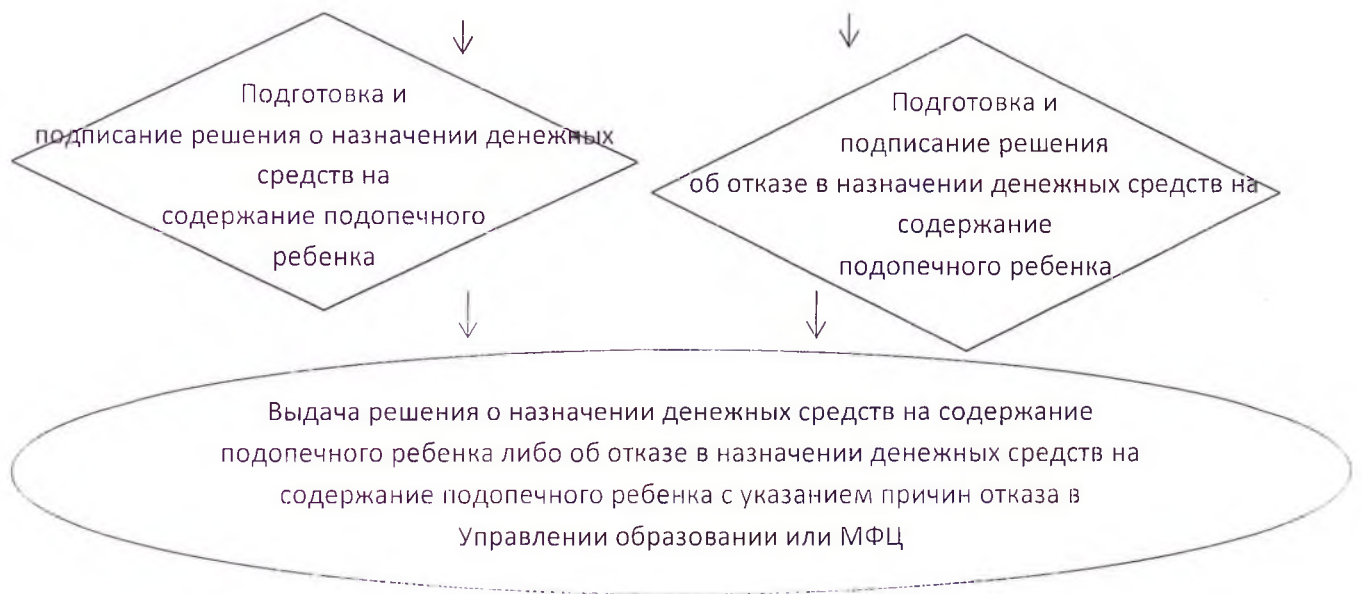 Подготовка и
подписание решения о назначении денежных
средств на
содержание подопечного
ребенка
Подготовка и
подписание решения
об отказе в назначении денежных средств на
содержание
подопечного ребенка
Выдача решения о назначении денежных средств на содержание
подопечного ребенка либо об отказе в назначении денежных средств на
содержание подопечного ребенка с указанием причин отказа в
Управлении образовании или МФЦ